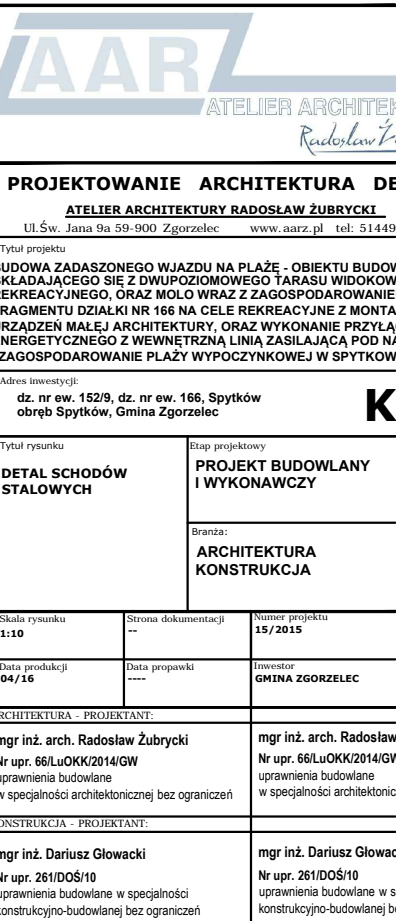 AAR
ATELIER ARCHITEK
Radosław Ż
PROJEKTOWANIE ARCHITEKTURA DE
ATELIER ARCHITEKTURY RADOSŁAW ŻUBRYCKI
Ul.Św. Jana 9a 59-900 Zgorzelec www.aarz.pl tel: 51449
Tytuł projektu
BUDOWA ZADASZONEGO WJAZDU NA PLAŻĘ - OBIEKTU BUDOW
SKŁADAJĄCEGO SIĘ Z DWUPOZIOMOWEGO TARASU WIDOKOW
REKREACYJNEGO, ORAZ MOLO WRAZ Z ZAGOSPODAROWANIE
FRAGMENTU DZIAŁKI NR 166 NA CELE REKREACYJNE Z MONTA
URZĄDZEŃ MAŁEJ ARCHITEKTURY, ORAZ WYKONANIE PRZYŁĄ
ENERGETYCZNEGO Z WEWNĘTRZNĄ LINIĄ ZASILAJĄCĄ POD NA
ZAGOSPODAROWANIE PLAŻY WYPOCZYNKOWEJ W SPYTKOW
Adres inwestycji:
dz. nr ew. 152/9, dz. nr ew. 166, Spytków
obręb Spytków, Gmina Zgorzelec
K
Tytuł rysunku
DETAL SCHODÓW
STALOWYCH
Etap projektowy
PROJEKT BUDOWLANY
I WYKONAWCZY
Branża:
ARCHITEKTURA
KONSTRUKCJA
Skala rysunku
1:10
Strona dokumentacji
--
Numer projektu
15/2015
Data produkcji
04/16
Data propawki
----
Inwestor
GMINA ZGORZELEC
ARCHITEKTURA - PROJEKTANT:
mgr inż. arch. Radosław Żubrycki
Nr upr. 66/LuOKK/2014/GW
uprawnienia budowlane
w specjalności architektonicznej bez ograniczeń
mgr inż. arch. Radosław
Nr upr. 66/LuOKK/2014/GW
uprawnienia budowlane
w specjalności architektonic
KONSTRUKCJA - PROJEKTANT:
mgr inż. Dariusz Głowacki
Nr upr. 261/DOŚ/10
uprawnienia budowlane w specjalności
konstrukcyjno-budowlanej bez ograniczeń
mgr inż. Dariusz Głowac
Nr upr. 261/DOŚ/10
uprawnienia budowlane w s
konstrukcyjno-budowlanej be